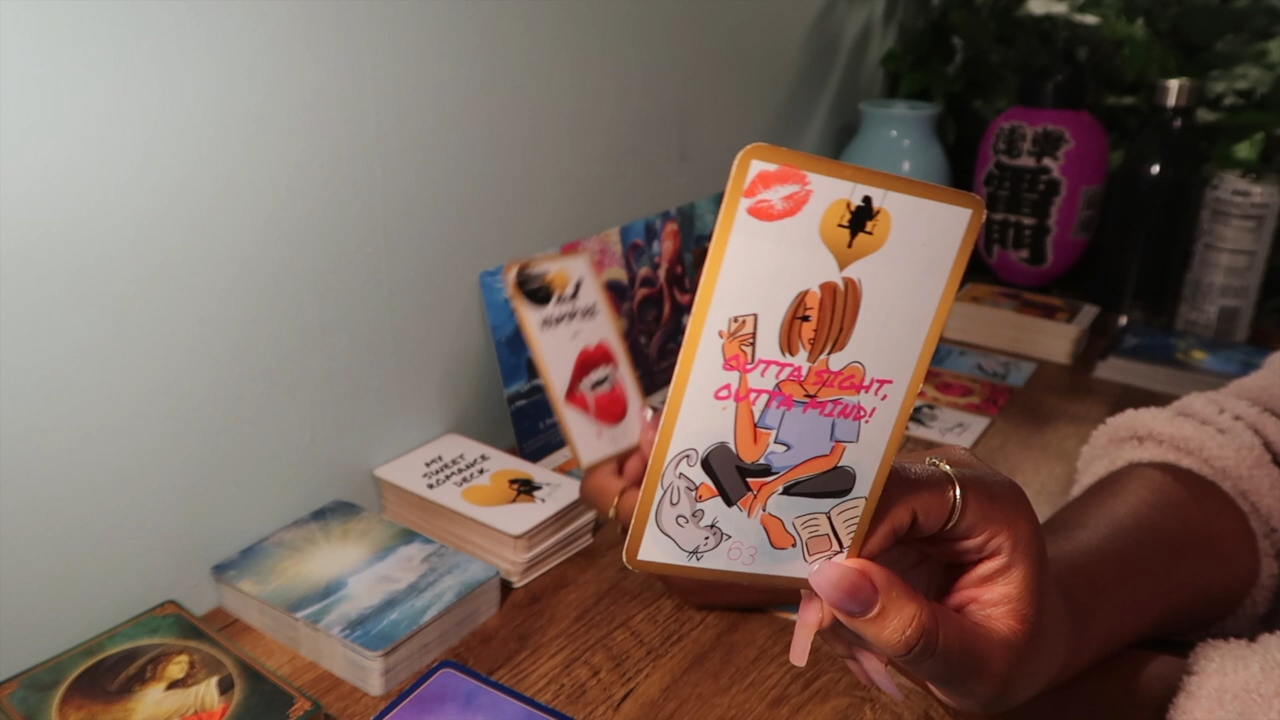 OUTTA SIGHT,
OUTTA MIND!
63
MY
SWEET
ROMANCE
DECK
雷門